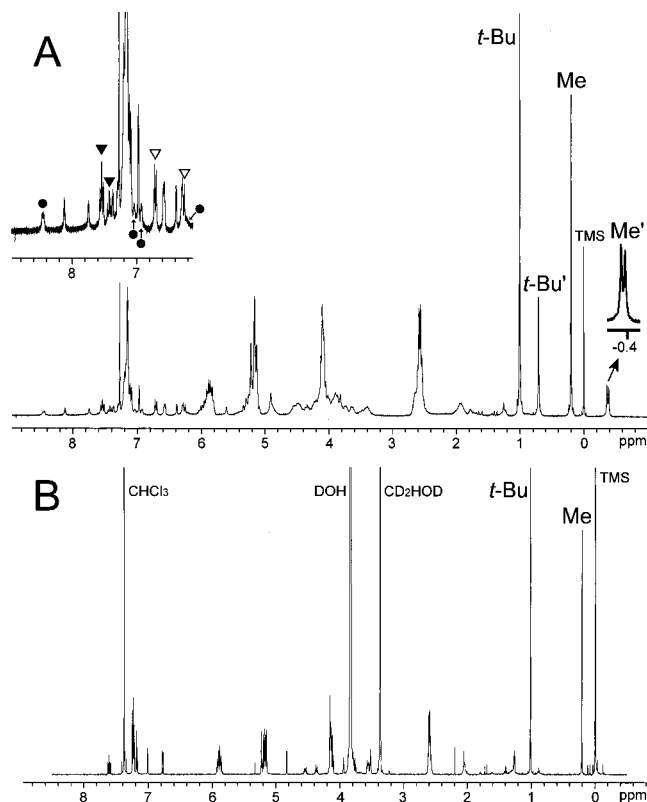 A
t-Bu
Me
t-Bu'
TMS
Me'
-0.4
8 7
8 7 6 5 4 3 2 1 0 ppm
B
CHCl₃
DOH
CD₂HOD
t-Bu
Me
TMS
8 7 6 5 4 3 2 1 0 ppm